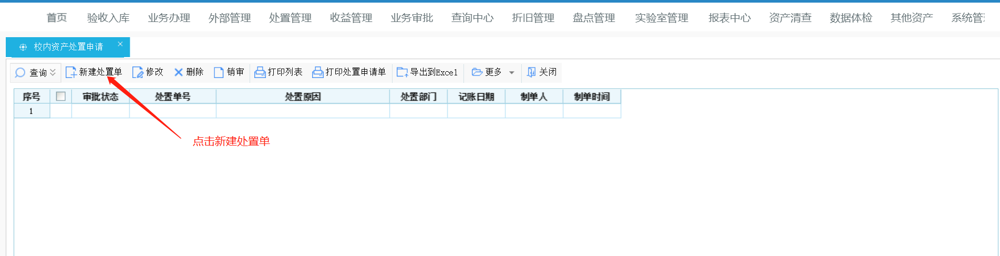 首页 验收入库 业务办理 外部管理 处置管理 收益管理 业务审批 查询中心 折旧管理 盘点管理 实验室管理 报表中心 资产清查 数据体检 其他资产 系统管
校内资产处置申请
查询 新建处置单 修改 删除 销审 打印列表 打印处置申请单 导出到Excel 更多 关闭
序号 审批状态 处置单号 处置原因 处置部门 记账日期 制单人 制单时间
1
点击新建处置单